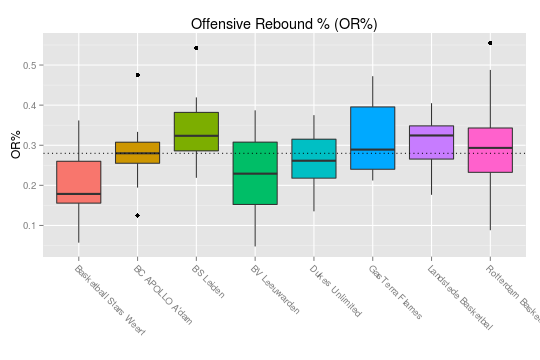 Offensive Rebound % (OR%)
OR%
0.5
0.4
0.3
0.2
0.1
Basketball Stars Weert
BC APOLLO A'dam
BS Leiden
BV Leeuwarden
Dukes Unlimited
GasTerra Flames
Landstede Basketbal
Rotterdam Baske